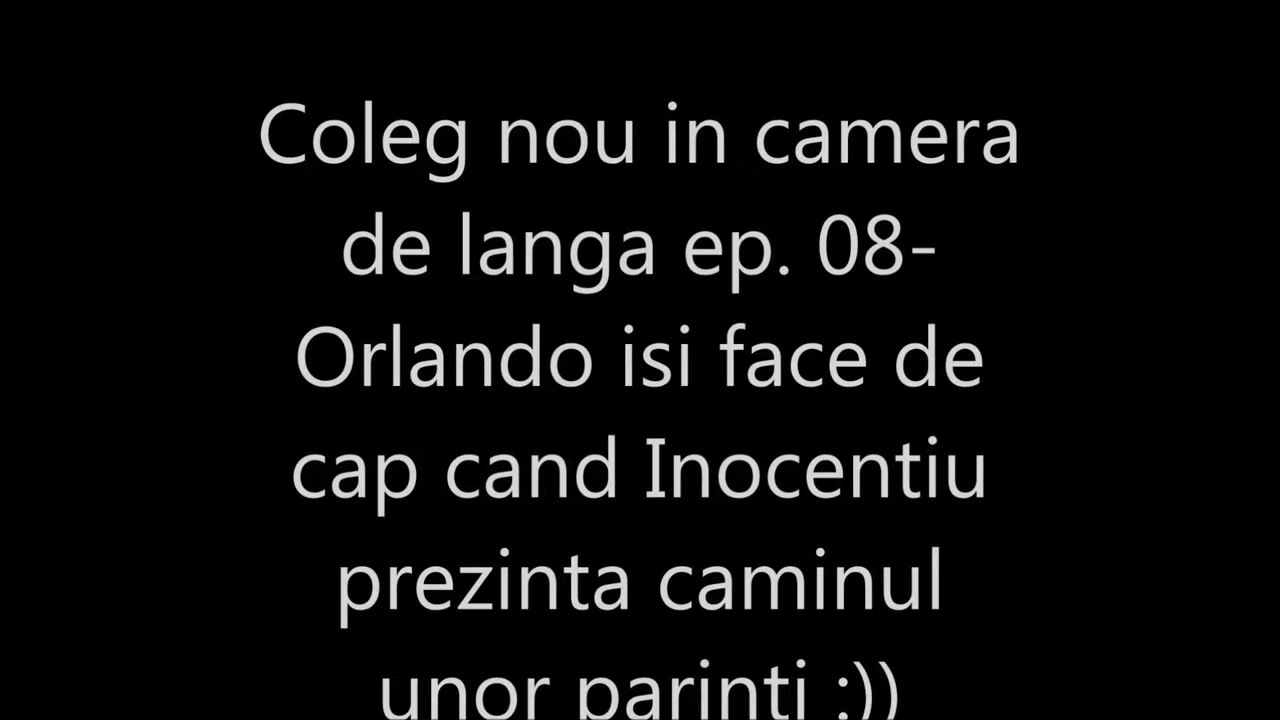 Coleg nou in camera
de langa ep. 08-
Orlando isi face de
cap cand Inocentiu
prezinta caminul
unor parinti :))